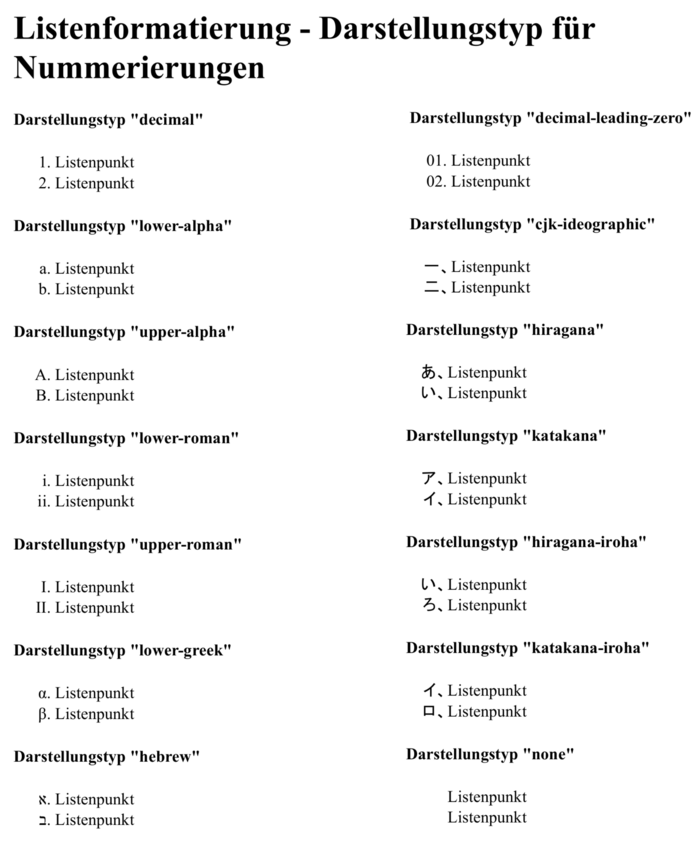 Listenformatierung - Darstellungstyp für
Nummerierungen
Darstellungstyp "decimal"
1. Listenpunkt
2. Listenpunkt
Darstellungstyp "lower-alpha"
a. Listenpunkt
b. Listenpunkt
Darstellungstyp "upper-alpha"
A. Listenpunkt
B. Listenpunkt
Darstellungstyp "lower-roman"
i. Listenpunkt
ii. Listenpunkt
Darstellungstyp "upper-roman"
I. Listenpunkt
II. Listenpunkt
Darstellungstyp "lower-greek"
α. Listenpunkt
β. Listenpunkt
Darstellungstyp "hebrew"
א. Listenpunkt
ב. Listenpunkt
Darstellungstyp "decimal-leading-zero"
01. Listenpunkt
02. Listenpunkt
Darstellungstyp "cjk-ideographic"
一、Listenpunkt
二、Listenpunkt
Darstellungstyp "hiragana"
あ、Listenpunkt
い、Listenpunkt
Darstellungstyp "katakana"
ア、Listenpunkt
イ、Listenpunkt
Darstellungstyp "hiragana-iroha"
い、Listenpunkt
ろ、Listenpunkt
Darstellungstyp "katakana-iroha"
イ、Listenpunkt
ロ、Listenpunkt
Darstellungstyp "none"
Listenpunkt
Listenpunkt